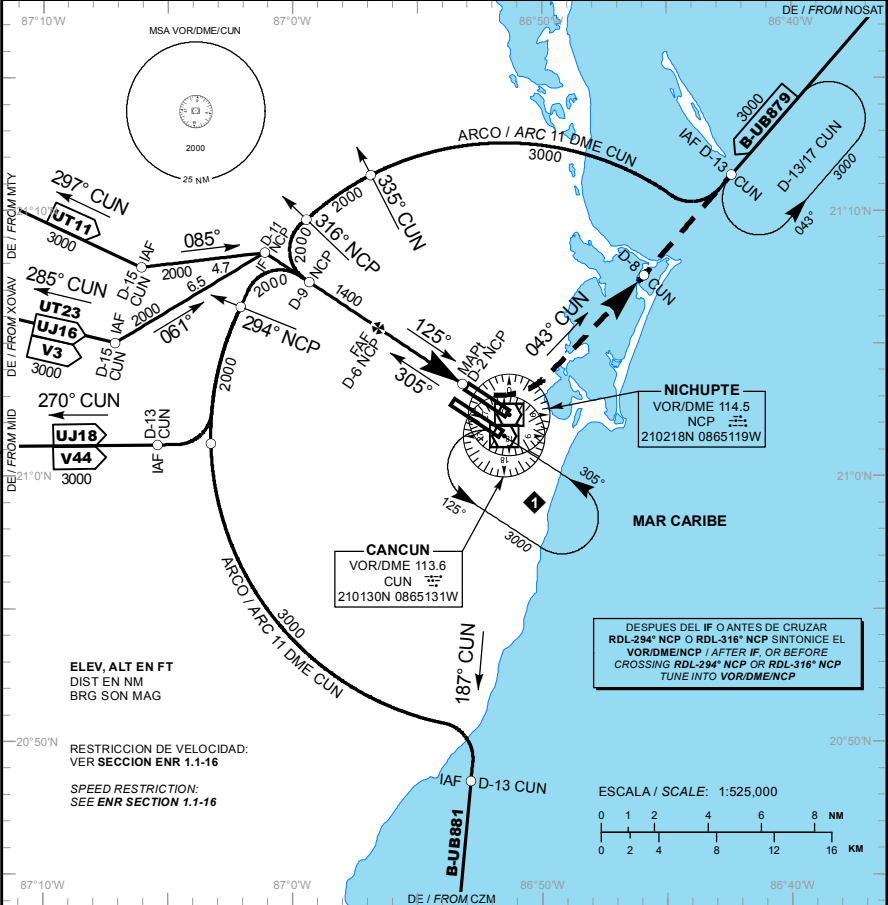 DE / FROM NOSAT
87°10'W
87°0'W
86°50'W
86°40'W
MSA VOR/DME/CUN
2000
25 NM
B-UB879
3000
IAF D-13 CUN
D-13/17 CUN
3000
043°
ARCO / ARC 11 DME CUN
3000
2000
335° CUN
316° NCP
2000
DE / FROM MTY
297° CUN
UT11
3000
21°10'N
21°10'N
D-15 CUN
IAF
085°
2000
4.7
6.5
IF
D-11 NCP
D-9 NCP
2000
1400
DE / FROM XOVAV
285° CUN
UT23
UJ16
V3
3000
D-15 CUN
IAF
2000
061°
294° NCP
2000
FAF
D-6 NCP
125°
305°
MAPt
D-2 NCP
043° CUN
D-8 CUN
NICHUPTE
VOR/DME 114.5
NCP
210218N 0865119W
DE / FROM MID
270° CUN
UJ18
V44
3000
D-13 CUN
IAF
21°0'N
21°0'N
125°
305°
3000
1
MAR CARIBE
CANCUN
VOR/DME 113.6
CUN
210130N 0865131W
ARCO / ARC 11 DME CUN
3000
187° CUN
DESPUES DEL IF O ANTES DE CRUZAR
RDL-294° NCP O RDL-316° NCP SINTONICE EL
VOR/DME/NCP / AFTER IF, OR BEFORE
CROSSING RDL-294° NCP OR RDL-316° NCP
TUNE INTO VOR/DME/NCP
ELEV, ALT EN FT
DIST EN NM
BRG SON MAG
RESTRICCION DE VELOCIDAD:
VER SECCION ENR 1.1-16
SPEED RESTRICTION:
SEE ENR SECTION 1.1-16
20°50'N
20°50'N
IAF D-13 CUN
B-UB881
DE / FROM CZM
ESCALA / SCALE: 1:525,000
0 1 2 4 6 8 NM
0 2 4 8 12 16 KM
87°10'W
87°0'W
86°50'W
86°40'W